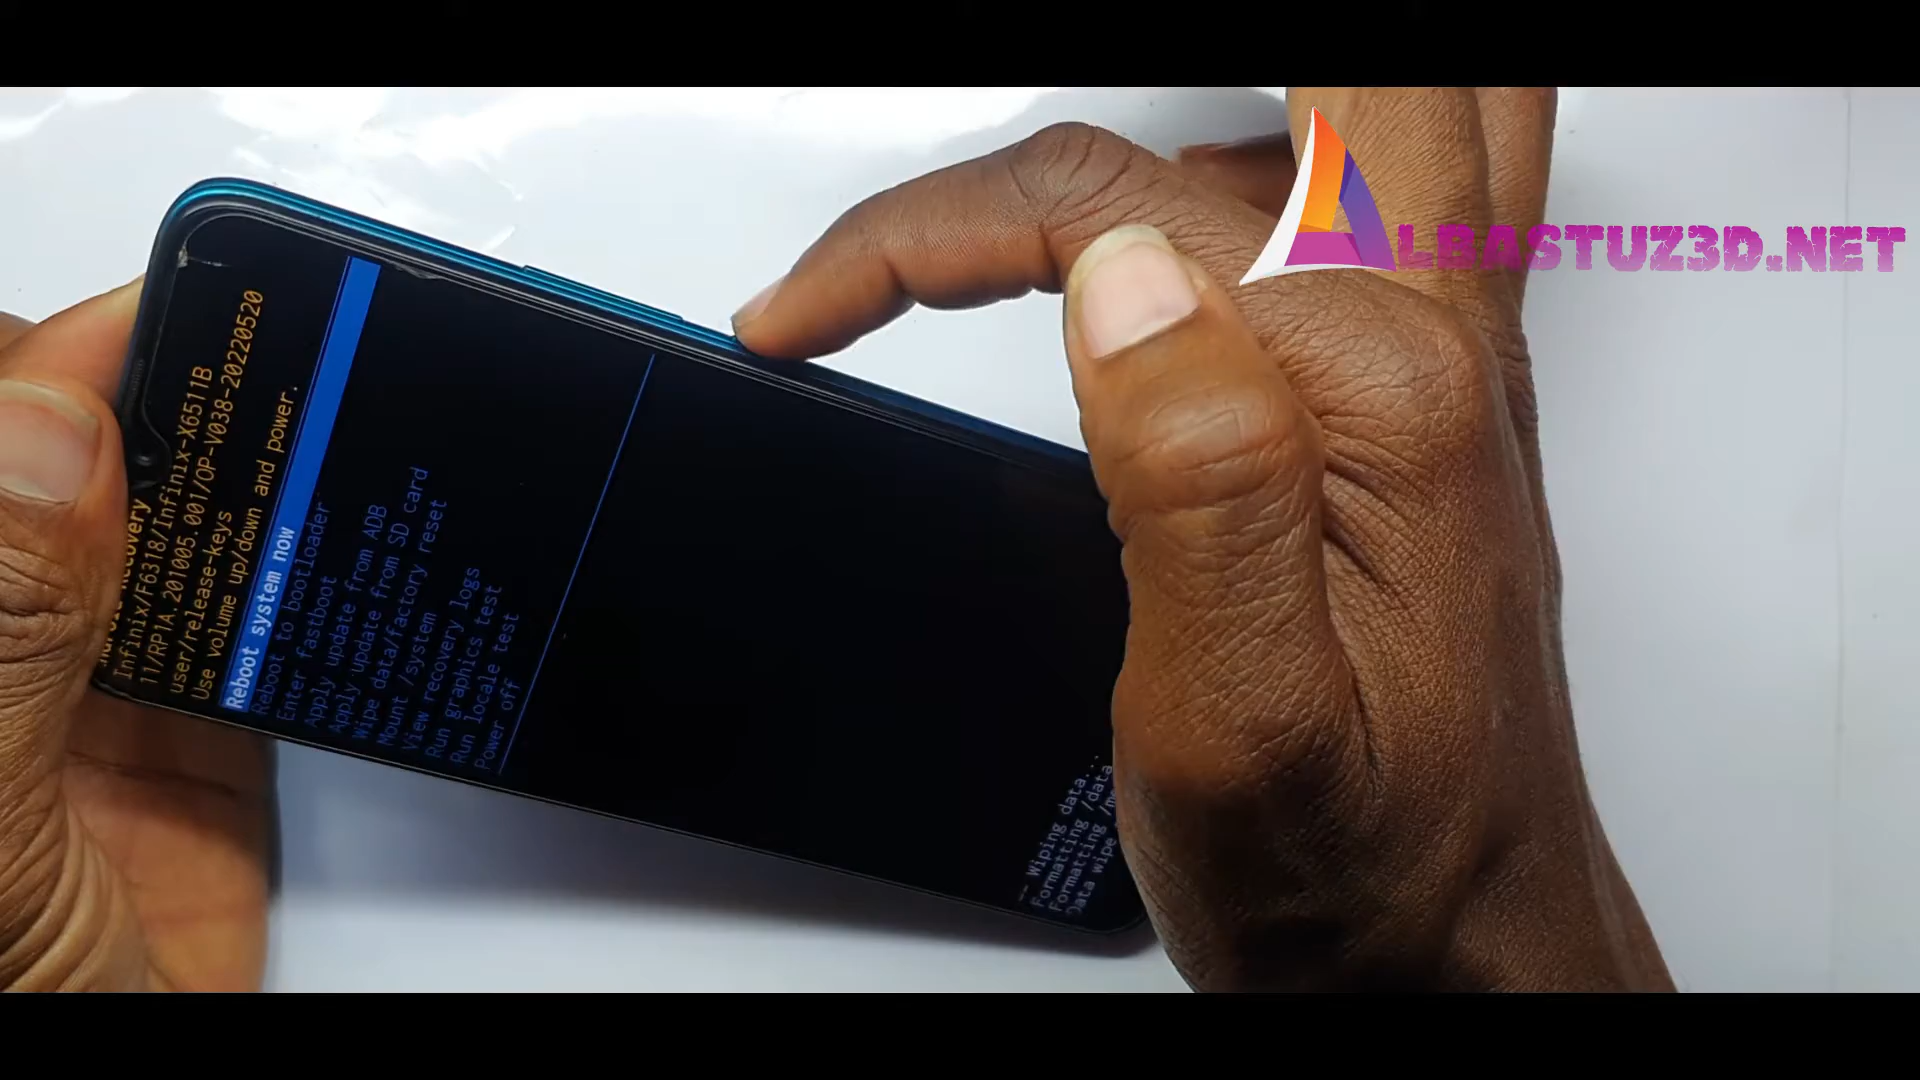 Recovery
Infinix/F6318/Infinix-X6511B
11/RP1A.201005.001/OP-V038-20220520
user/release-keys
Use volume up/down and power.
Reboot system now
Reboot to bootloader
Enter fastboot
Apply update from ADB
Apply update from SD card
Wipe data/factory reset
Mount /system
View recovery logs
Run graphics test
Run locale test
Power off
-- Wiping data...
Formatting /data
Formatting
Data wipe
ALBASTUZ3D.NET